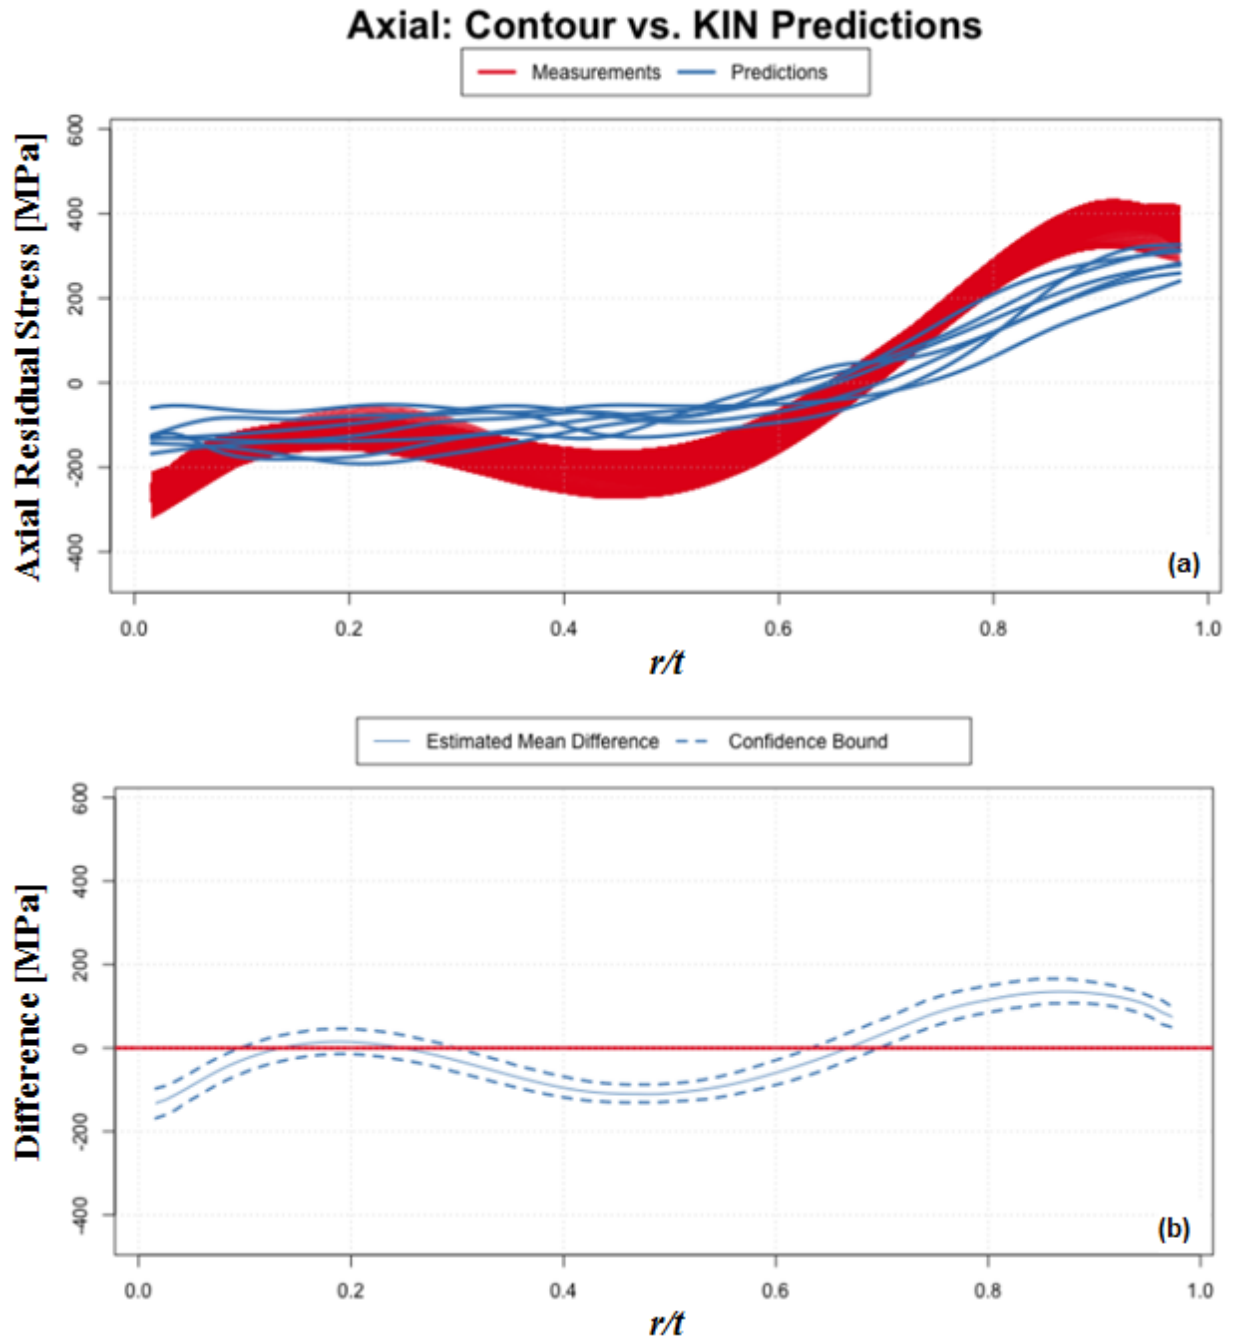 Axial: Contour vs. KIN Predictions
Measurements Predictions
Axial Residual Stress [MPa]
600
400
200
0
-200
-400
(a)
0.0 0.2 0.4 0.6 0.8 1.0
r/t
Estimated Mean Difference Confidence Bound
Difference [MPa]
600
400
200
0
-200
-400
(b)
0.0 0.2 0.4 0.6 0.8 1.0
r/t